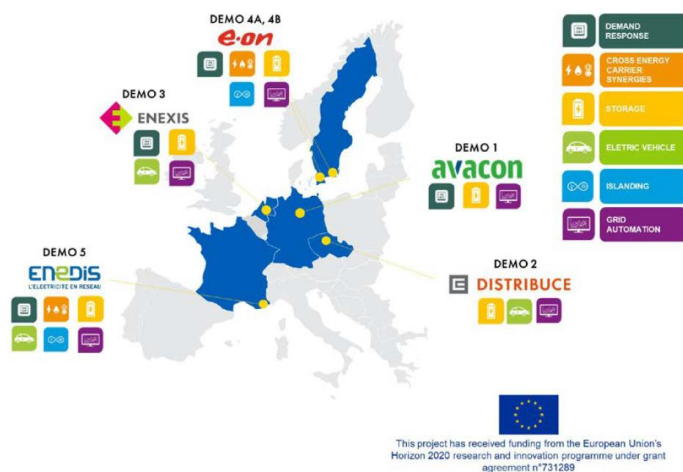 DEMO 4A, 4B
e·on
DEMO 3
ENEXIS
DEMO 1
avacon
DEMO 5
ENEDIS
L'ELECTRICITE EN RESEAU
DEMO 2
DISTRIBUCE
DEMAND
RESPONSE
CROSS ENERGY
CARRIER
SYNERGIES
STORAGE
ELETRIC VEHICLE
ISLANDING
GRID
AUTOMATION
This project has received funding from the European Union's
Horizon 2020 research and innovation programme under grant
agreement n°731289